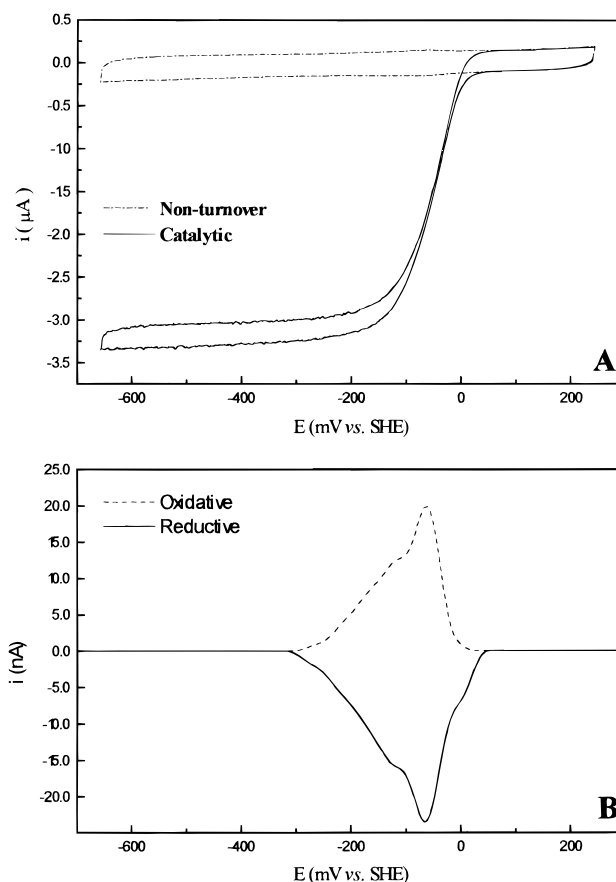 0.5
0.0
-0.5
-1.0
-1.5
-2.0
-2.5
-3.0
-3.5
i (μA)
Non-turnover
Catalytic
A
-600
-400
-200
0
200
E (mV vs. SHE)
25.0
20.0
15.0
10.0
5.0
0.0
-5.0
-10.0
-15.0
-20.0
i (nA)
Oxidative
Reductive
B
-600
-400
-200
0
200
E (mV vs. SHE)